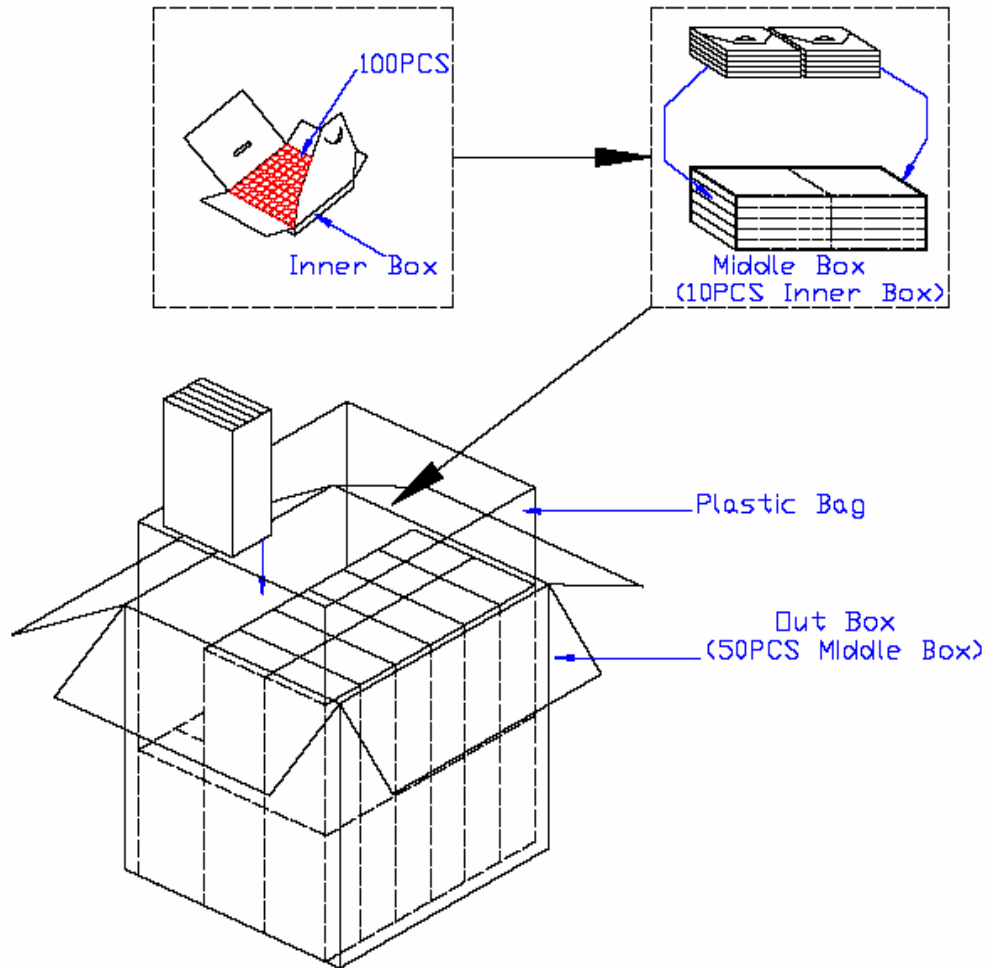 100PCS
Inner Box
Middle Box
(10PCS Inner Box)
Plastic Bag
Out Box
(50PCS Middle Box)